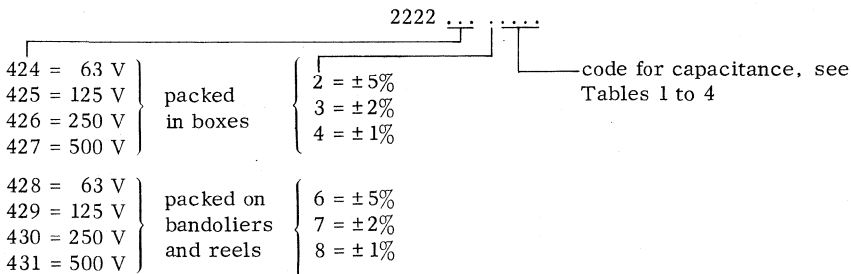 2222 ... . ....
424 = 63 V
425 = 125 V
426 = 250 V
427 = 500 V
packed
in boxes
2 = ± 5%
3 = ± 2%
4 = ± 1%
code for capacitance, see
Tables 1 to 4
428 = 63 V
429 = 125 V
430 = 250 V
431 = 500 V
packed on
bandoliers
and reels
6 = ± 5%
7 = ± 2%
8 = ± 1%